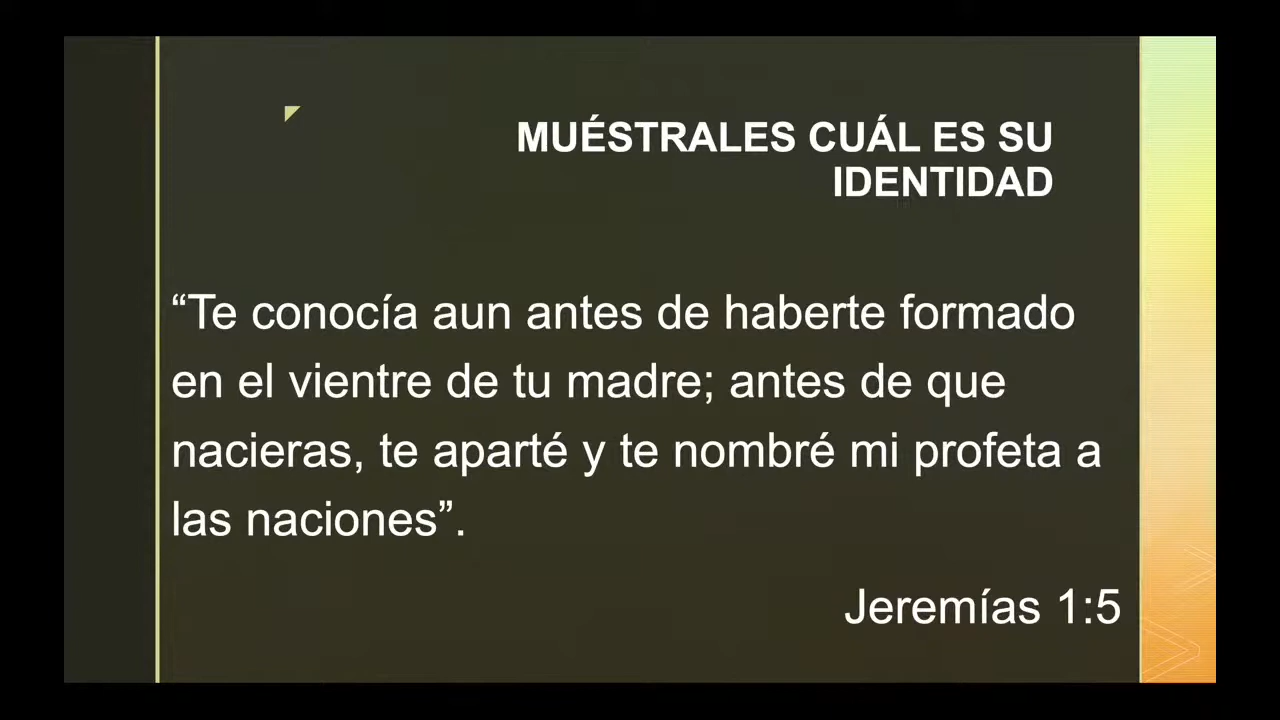 MUÉSTRALES CUÁL ES SU
IDENTIDAD
“Te conocía aun antes de haberte formado
en el vientre de tu madre; antes de que
nacieras, te aparté y te nombré mi profeta a
las naciones”.
Jeremías 1:5